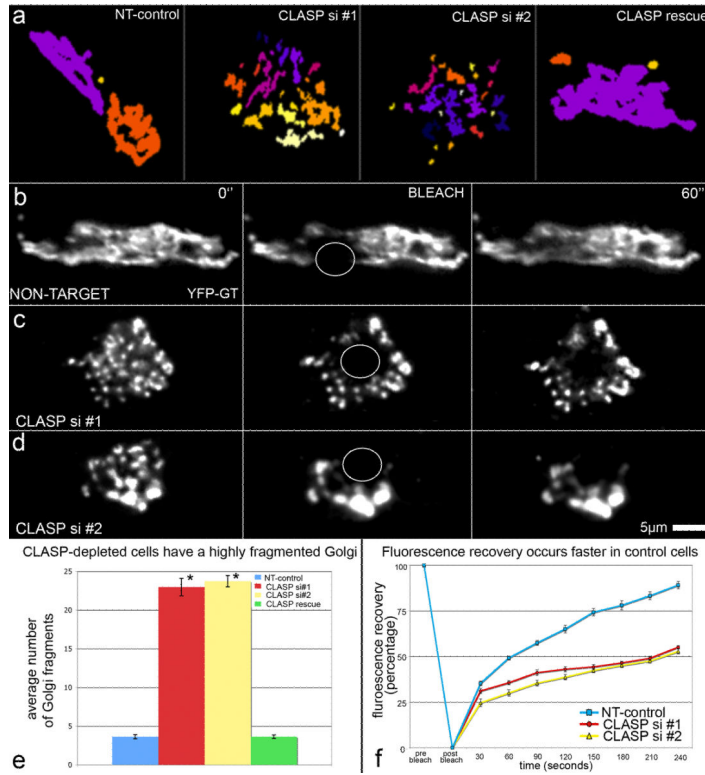 a
NT-control
CLASP si #1
CLASP si #2
CLASP rescue
b
0''
BLEACH
60''
NON-TARGET
YFP-GT
c
CLASP si #1
d
CLASP si #2
5µm
CLASP-depleted cells have a highly fragmented Golgi
25
20
15
10
5
0
average number
of Golgi fragments
*
*
NT-control
CLASP si#1
CLASP si#2
CLASP rescue
e
Fluorescence recovery occurs faster in control cells
100
75
50
25
0
fluroescence recovery
(percentage)
NT-control
CLASP si #1
CLASP si #2
pre
bleach
post
bleach
30
60
90
120
150
180
210
240
time (seconds)
f